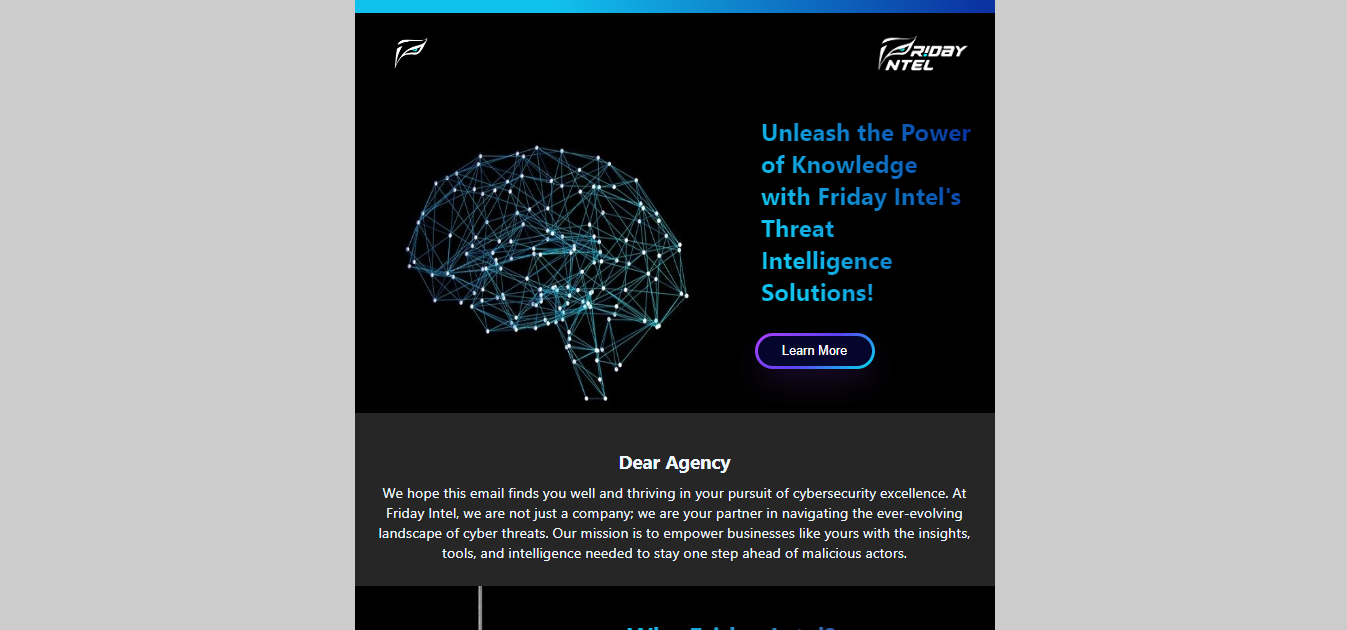 FRIDAY
INTEL
Unleash the Power
of Knowledge
with Friday Intel's
Threat
Intelligence
Solutions!
Learn More
Dear Agency
We hope this email finds you well and thriving in your pursuit of cybersecurity excellence. At
Friday Intel, we are not just a company; we are your partner in navigating the ever-evolving
landscape of cyber threats. Our mission is to empower businesses like yours with the insights,
tools, and intelligence needed to stay one step ahead of malicious actors.